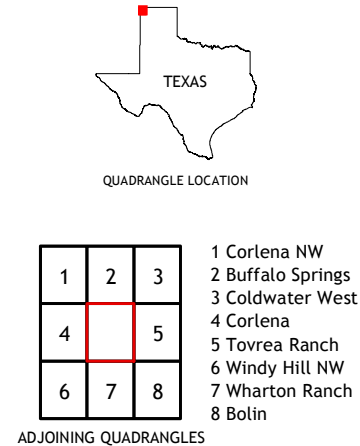 TEXAS
QUADRANGLE LOCATION
1 2 3
4 5
6 7 8
1 Corlena NW
2 Buffalo Springs
3 Coldwater West
4 Corlena
5 Tovrea Ranch
6 Windy Hill NW
7 Wharton Ranch
8 Bolin
ADJOINING QUADRANGLES